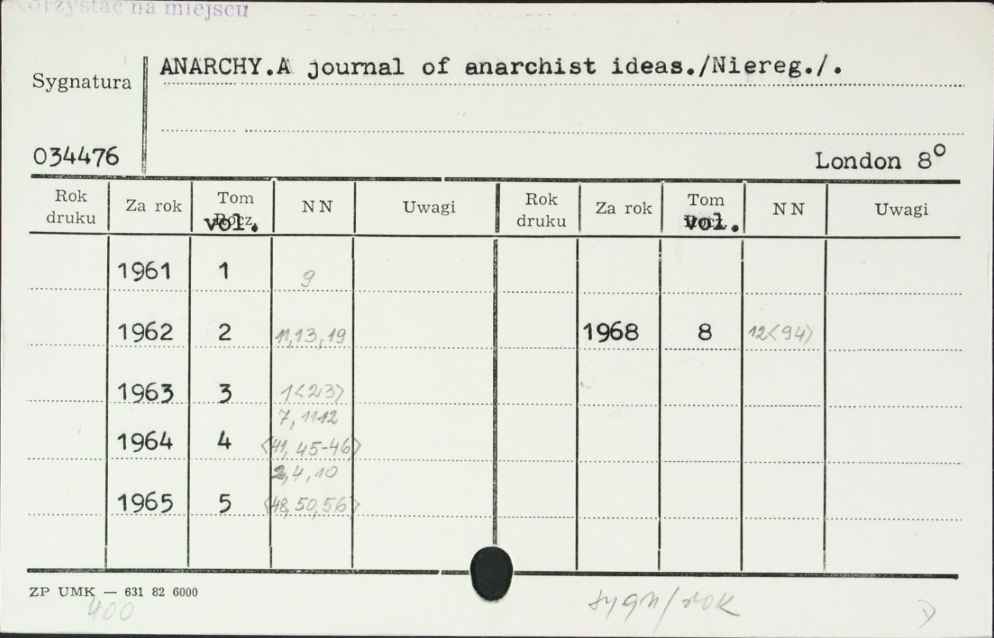 Korzystać na miejscu
ANARCHY.A journal of anarchist ideas./Niereg./.
Sygnatura
034476
London 8°
Rok druku Za rok Tom vol. NN Uwagi Rok druku Za rok Tom vol. NN Uwagi
1961 1 9
1962 2 11,13,19 1968 8 12<94>
1963 3 1<23>
7, 11-12
1964 4 <41, 45-46>
2,4,10
1965 5 <48,50,56>
ZP UMK — 631 82 6000
400
sygn/rok